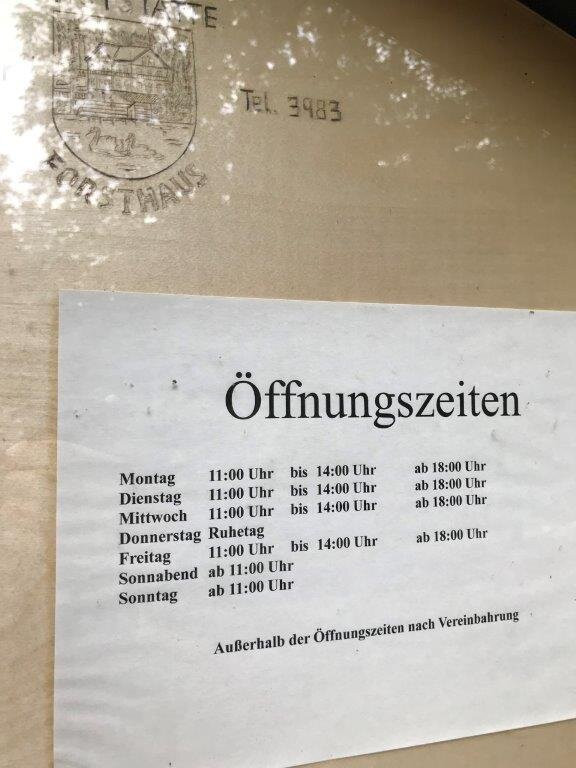 Tel. 3983
FORSTHAUS
Öffnungszeiten
Montag 11:00 Uhr bis 14:00 Uhr ab 18:00 Uhr
Dienstag 11:00 Uhr bis 14:00 Uhr ab 18:00 Uhr
Mittwoch 11:00 Uhr bis 14:00 Uhr ab 18:00 Uhr
Donnerstag Ruhetag
Freitag 11:00 Uhr bis 14:00 Uhr ab 18:00 Uhr
Sonnabend ab 11:00 Uhr
Sonntag ab 11:00 Uhr
Außerhalb der Öffnungszeiten nach Vereinbahrung